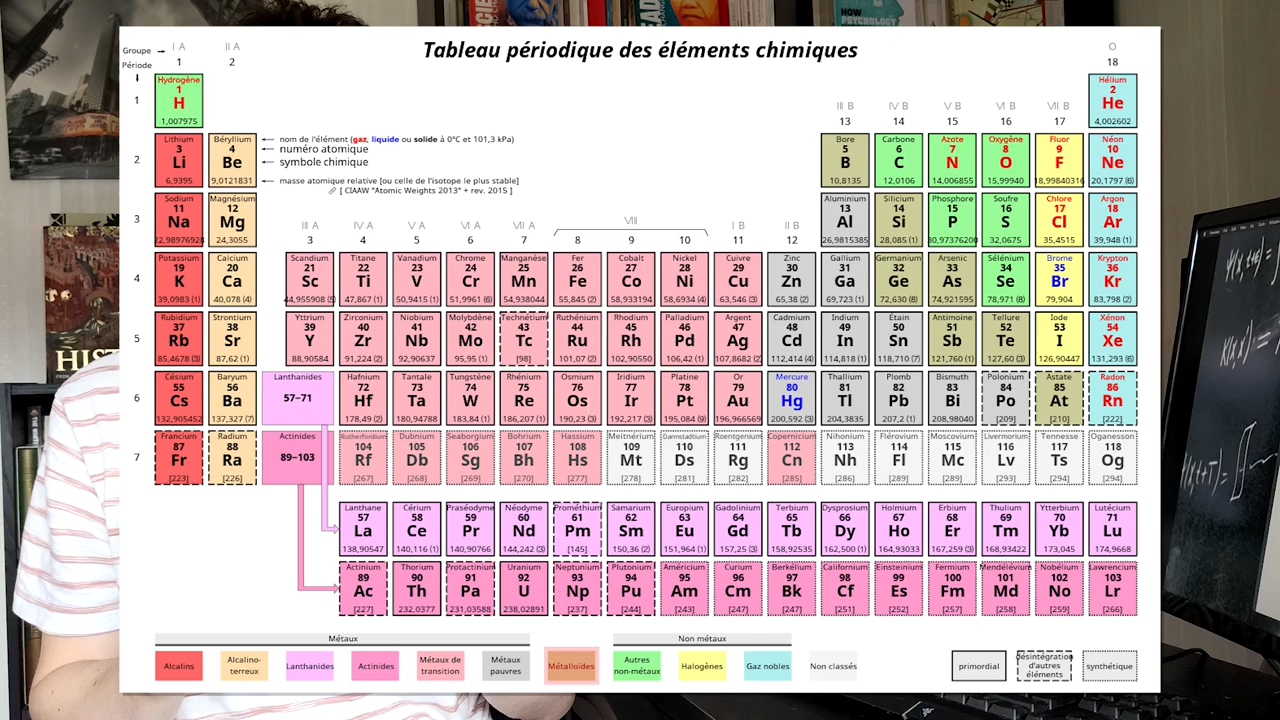 Tableau périodique des éléments chimiques
Groupe → I A II A O
1 2 18
Période
Hydrogène Hélium
1 1 2
H He
1,007975 4,002602
III B IV B V B VI B VII B
13 14 15 16 17
← nom de l'élément (gaz, liquide ou solide à 0°C et 101,3 kPa)
← numéro atomique
← symbole chimique
← masse atomique relative [ou celle de l'isotope le plus stable]
[ CIAAW "Atomic Weights 2013" + rev. 2015 ]
Lithium Béryllium Bore Carbone Azote Oxygène Fluor Néon
2 3 4 5 6 7 8 9 10
Li Be B C N O F Ne
6,9395 9,0121831 10,8135 12,0106 14,006855 15,99940 18,99840316 20,1797 (6)
Sodium Magnésium Aluminium Silicium Phosphore Soufre Chlore Argon
3 11 12 13 14 15 16 17 18
Na Mg Al Si P S Cl Ar
22,98976928 24,3055 26,9815385 28,085 (1) 30,97376200 32,0675 35,4515 39,948 (1)
III A IV A V A VI A VII A VIII I B II B
3 4 5 6 7 8 9 10 11 12
Potassium Calcium Scandium Titane Vanadium Chrome Manganèse Fer Cobalt Nickel Cuivre Zinc Gallium Germanium Arsenic Sélénium Brome Krypton
4 19 20 21 22 23 24 25 26 27 28 29 30 31 32 33 34 35 36
K Ca Sc Ti V Cr Mn Fe Co Ni Cu Zn Ga Ge As Se Br Kr
39,0983 (1) 40,078 (4) 44,955908 (5) 47,867 (1) 50,9415 (1) 51,9961 (6) 54,938044 55,845 (2) 58,933194 58,6934 (4) 63,546 (3) 65,38 (2) 69,723 (1) 72,630 (8) 74,921595 78,971 (8) 79,904 83,798 (2)
Rubidium Strontium Yttrium Zirconium Niobium Molybdène Technétium Ruthénium Rhodium Palladium Argent Cadmium Indium Étain Antimoine Tellure Iode Xénon
5 37 38 39 40 41 42 43 44 45 46 47 48 49 50 51 52 53 54
Rb Sr Y Zr Nb Mo Tc Ru Rh Pd Ag Cd In Sn Sb Te I Xe
85,4678 (3) 87,62 (1) 88,90584 91,224 (2) 92,90637 95,95 (1) [98] 101,07 (2) 102,90550 106,42 (1) 107,8682 (2) 112,414 (4) 114,818 (1) 118,710 (7) 121,760 (1) 127,60 (3) 126,90447 131,293 (6)
Césium Baryum Lanthanides Hafnium Tantale Tungstène Rhénium Osmium Iridium Platine Or Mercure Thallium Plomb Bismuth Polonium Astate Radon
6 55 56 57–71 72 73 74 75 76 77 78 79 80 81 82 83 84 85 86
Cs Ba Hf Ta W Re Os Ir Pt Au Hg Tl Pb Bi Po At Rn
132,905452 137,327 (7) 178,49 (2) 180,94788 183,84 (1) 186,207 (1) 190,23 (3) 192,217 (3) 195,084 (9) 196,966569 200,592 (3) 204,3835 207,2 (1) 208,98040 [209] [210] [222]
Francium Radium Actinides Rutherfordium Dubnium Seaborgium Bohrium Hassium Meitnérium Darmstadtium Roentgenium Copernicium Nihonium Flérovium Moscovium Livermorium Tennesse Oganesson
7 87 88 89–103 104 105 106 107 108 109 110 111 112 113 114 115 116 117 118
Fr Ra Rf Db Sg Bh Hs Mt Ds Rg Cn Nh Fl Mc Lv Ts Og
[223] [226] [267] [268] [269] [270] [277] [278] [281] [282] [285] [286] [289] [289] [293] [294] [294]
Lanthane Cérium Praséodyme Néodyme Prométhium Samarium Europium Gadolinium Terbium Dysprosium Holmium Erbium Thulium Ytterbium Lutécium
57 58 59 60 61 62 63 64 65 66 67 68 69 70 71
La Ce Pr Nd Pm Sm Eu Gd Tb Dy Ho Er Tm Yb Lu
138,90547 140,116 (1) 140,90766 144,242 (3) [145] 150,36 (2) 151,964 (1) 157,25 (3) 158,92535 162,500 (1) 164,93033 167,259 (3) 168,93422 173,045 174,9668
Actinium Thorium Protactinium Uranium Neptunium Plutonium Américium Curium Berkélium Californium Einsteinium Fermium Mendélévium Nobélium Lawrencium
89 90 91 92 93 94 95 96 97 98 99 100 101 102 103
Ac Th Pa U Np Pu Am Cm Bk Cf Es Fm Md No Lr
[227] 232,0377 231,03588 238,02891 [237] [244] [243] [247] [247] [251] [252] [257] [258] [259] [266]
Métaux Non métaux
Alcalins Alcalino-terreux Lanthanides Actinides Métaux de transition Métaux pauvres Métalloïdes Autres non-métaux Halogènes Gaz nobles Non classés primordial désintégration d'autres éléments synthétique
HIST
HOW PSYCHOLOGY